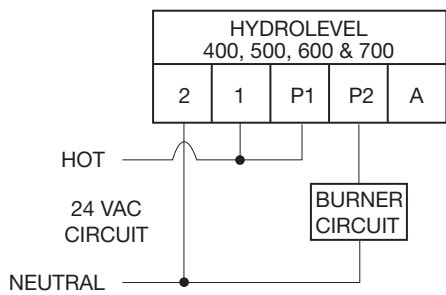 HYDROLEVEL
400, 500, 600 & 700
2 1 P1 P2 A
HOT
24 VAC
CIRCUIT
BURNER
CIRCUIT
NEUTRAL